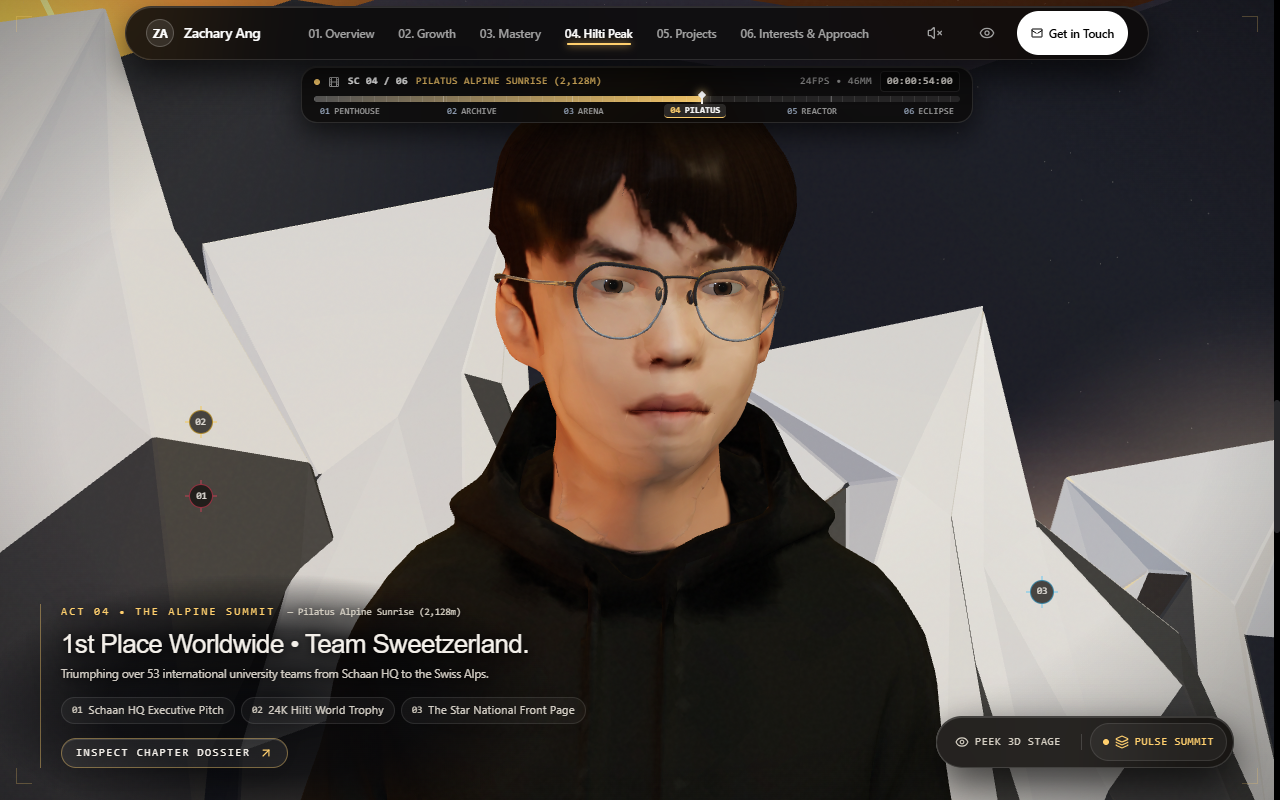 ZA Zachary Ang 01. Overview 02. Growth 03. Mastery 04. Hilti Peak 05. Projects 06. Interests & Approach Get in Touch
SC 04 / 06 PILATUS ALPINE SUNRISE (2,128M) 24FPS • 46MM 00:00:54:00
01 PENTHOUSE 02 ARCHIVE 03 ARENA 04 PILATUS 05 REACTOR 06 ECLIPSE
02
01
03
ACT 04 • THE ALPINE SUMMIT — Pilatus Alpine Sunrise (2,128m)
1st Place Worldwide • Team Sweetzerland.
Triumphing over 53 international university teams from Schaan HQ to the Swiss Alps.
01 Schaan HQ Executive Pitch 02 24K Hilti World Trophy 03 The Star National Front Page
INSPECT CHAPTER DOSSIER
PEEK 3D STAGE PULSE SUMMIT